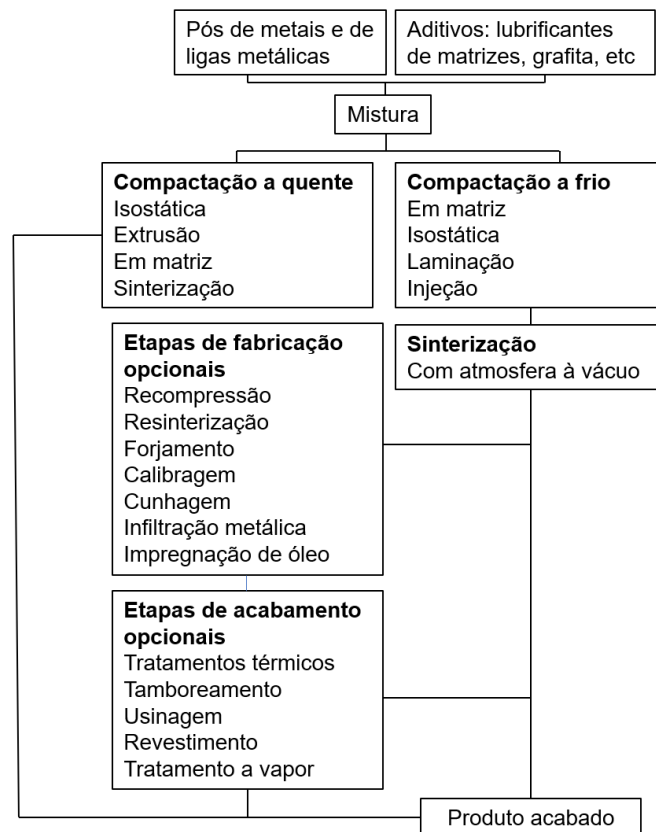 Pós de metais e de
ligas metálicas
Aditivos: lubrificantes
de matrizes, grafita, etc
Mistura
Compactação a quente
Isostática
Extrusão
Em matriz
Sinterização
Compactação a frio
Em matriz
Isostática
Laminação
Injeção
Etapas de fabricação
opcionais
Recompressão
Resinterização
Forjamento
Calibragem
Cunhagem
Infiltração metálica
Impregnação de óleo
Sinterização
Com atmosfera à vácuo
Etapas de acabamento
opcionais
Tratamentos térmicos
Tamboreamento
Usinagem
Revestimento
Tratamento a vapor
Produto acabado